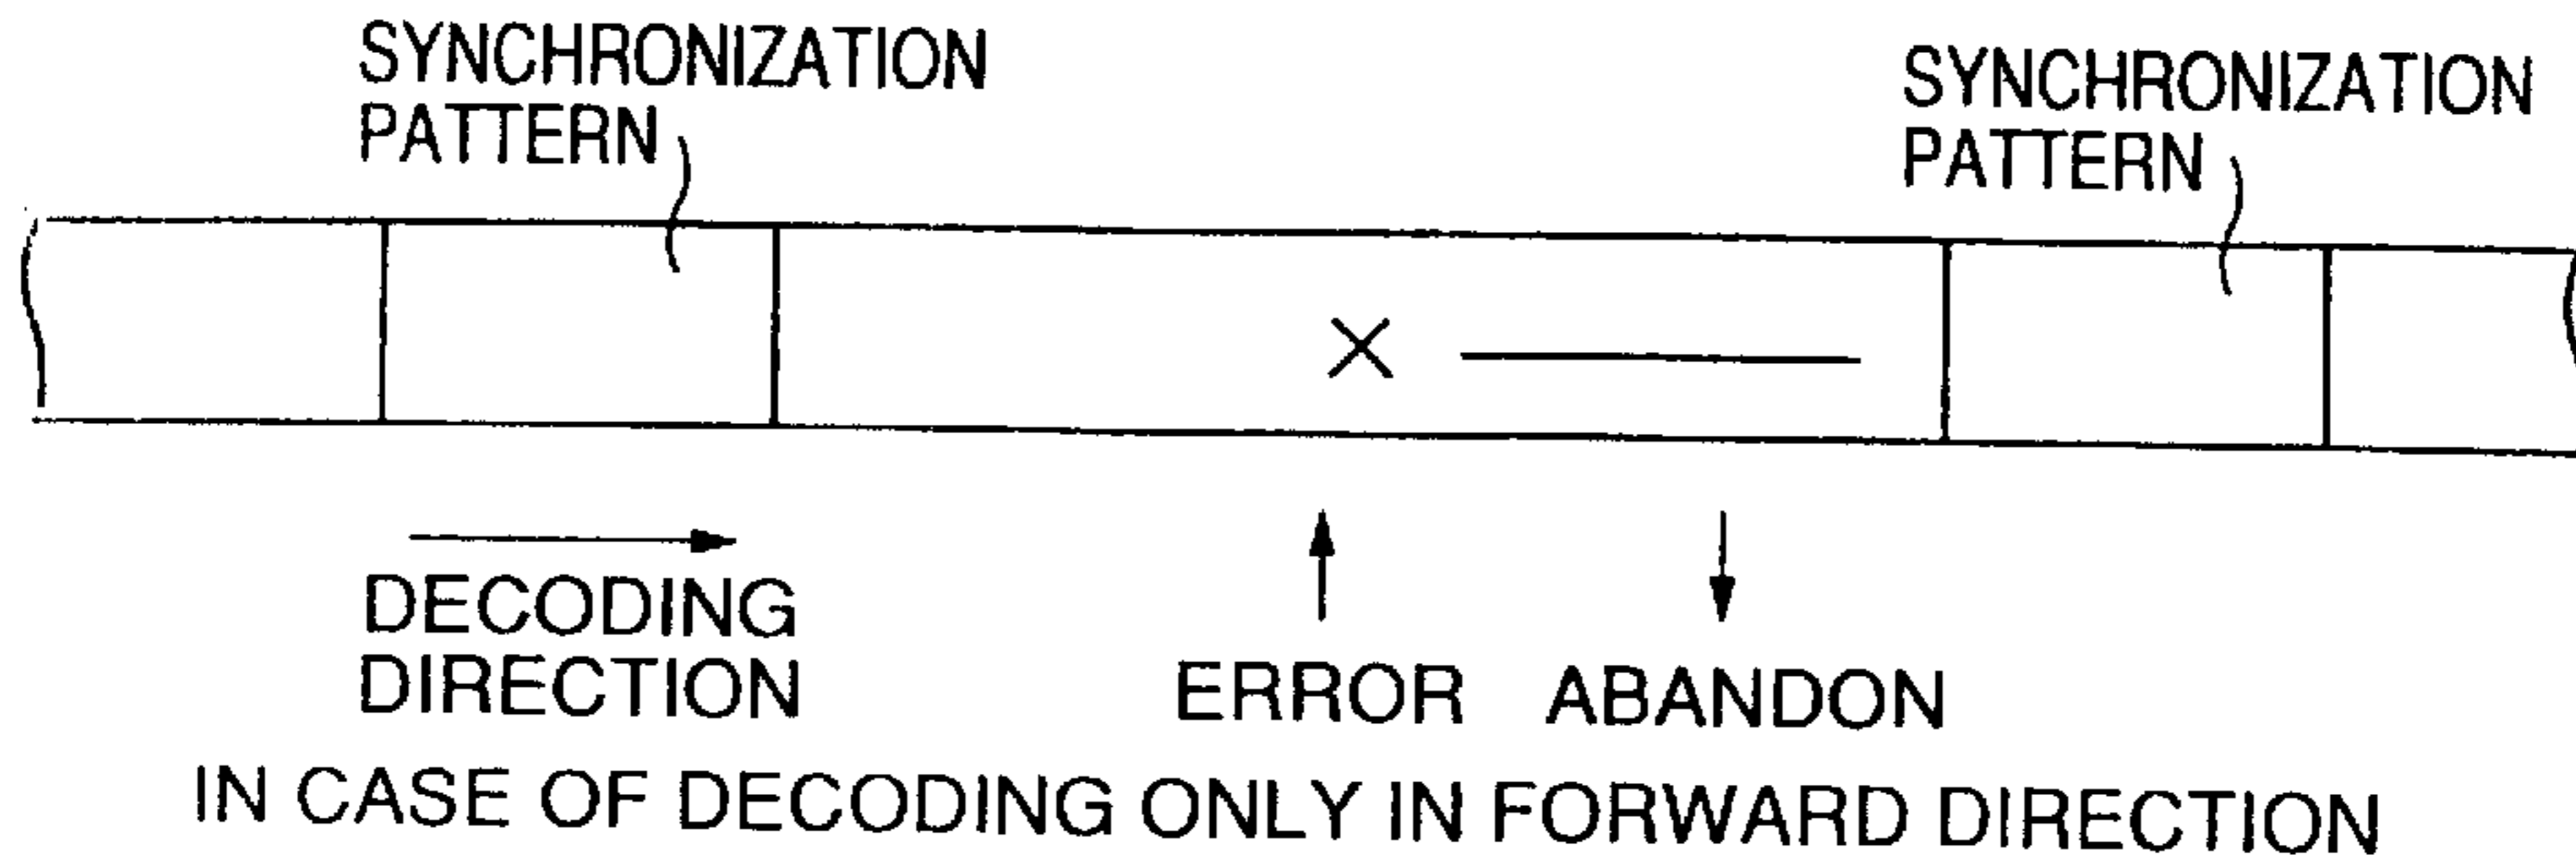 SYNCHRONIZATION
PATTERN
SYNCHRONIZATION
PATTERN
×
DECODING
DIRECTION
ERROR
ABANDON
IN CASE OF DECODING ONLY IN FORWARD DIRECTION